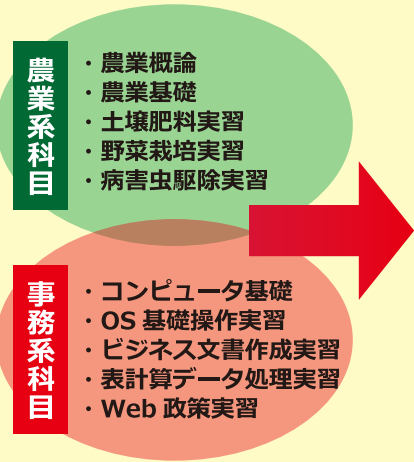 農業系科目
・農業概論
・農業基礎
・土壌肥料実習
・野菜栽培実習
・病害虫駆除実習
事務系科目
・コンピュータ基礎
・OS 基礎操作実習
・ビジネス文書作成実習
・表計算データ処理実習
・Web 政策実習